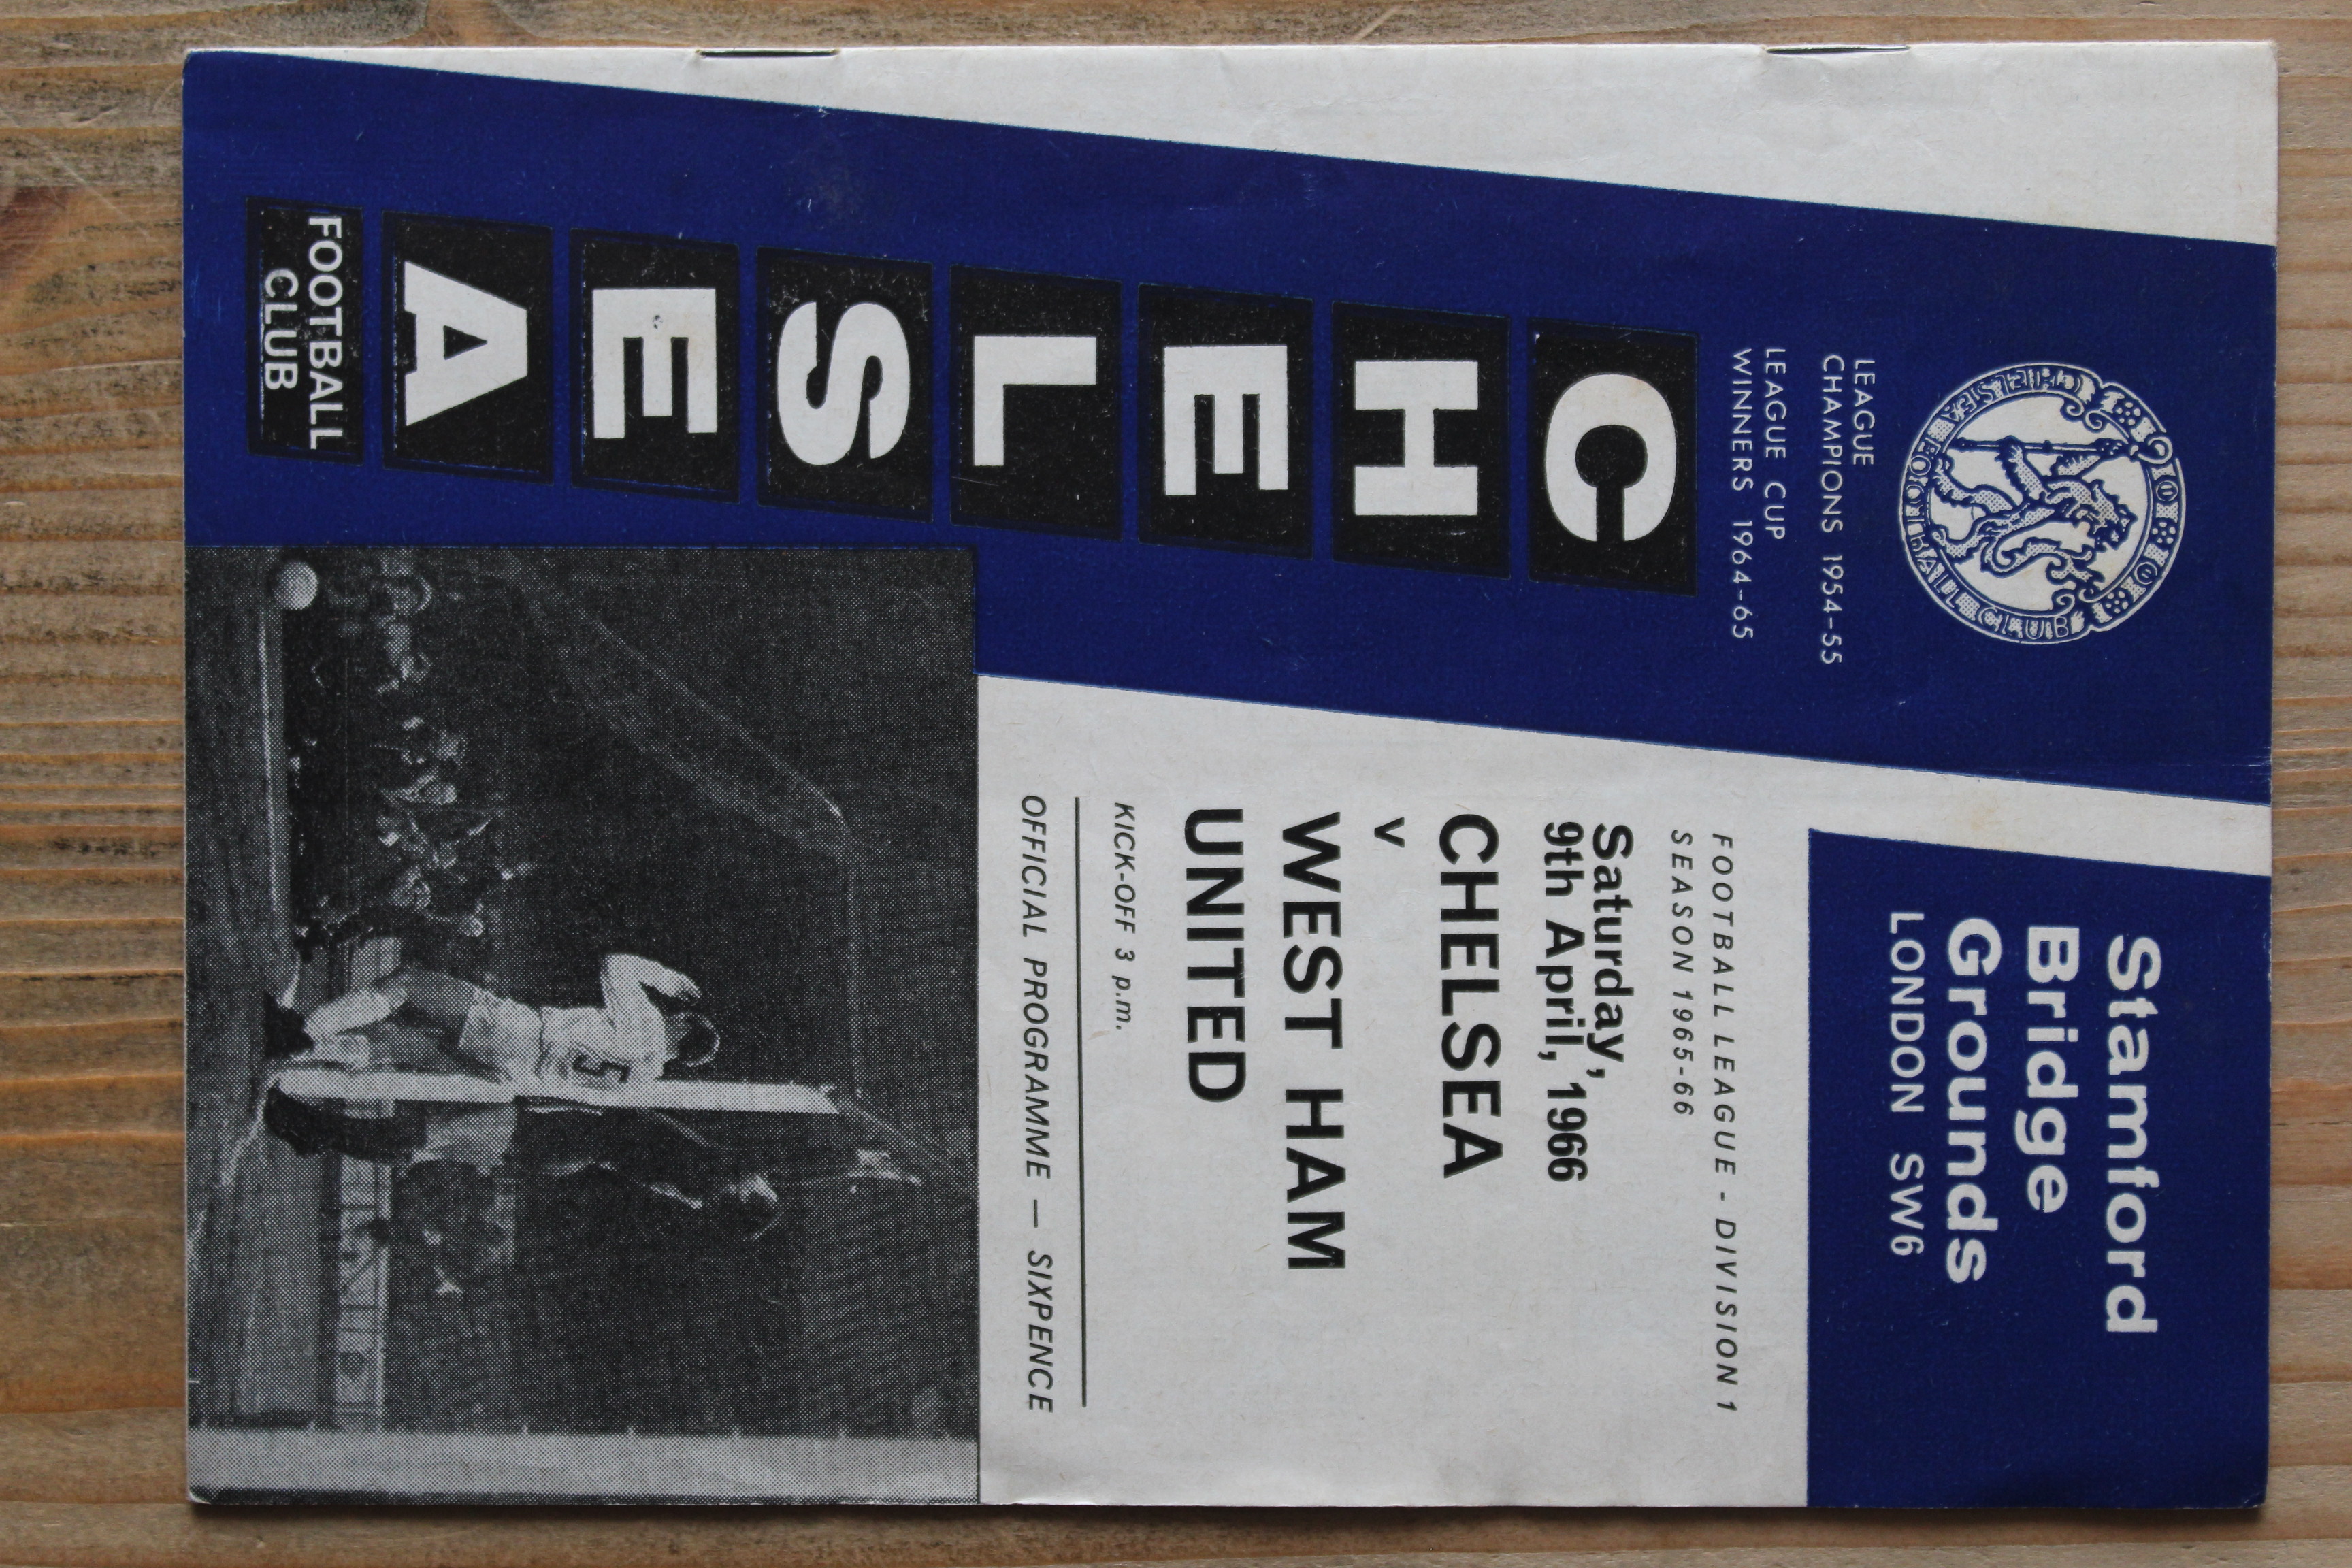 CHELSEA
FOOTBALL CLUB
LEAGUE
CHAMPIONS 1954-55
LEAGUE CUP
WINNERS 1964-65
CHELSEA
FOOTBALL
CLUB
Stamford
Bridge
Grounds
LONDON SW6
FOOTBALL LEAGUE - DIVISION 1
SEASON 1965-66
Saturday,
9th April, 1966
CHELSEA
v
WEST HAM
UNITED
KICK-OFF 3 p.m.
OFFICIAL PROGRAMME — SIXPENCE
5